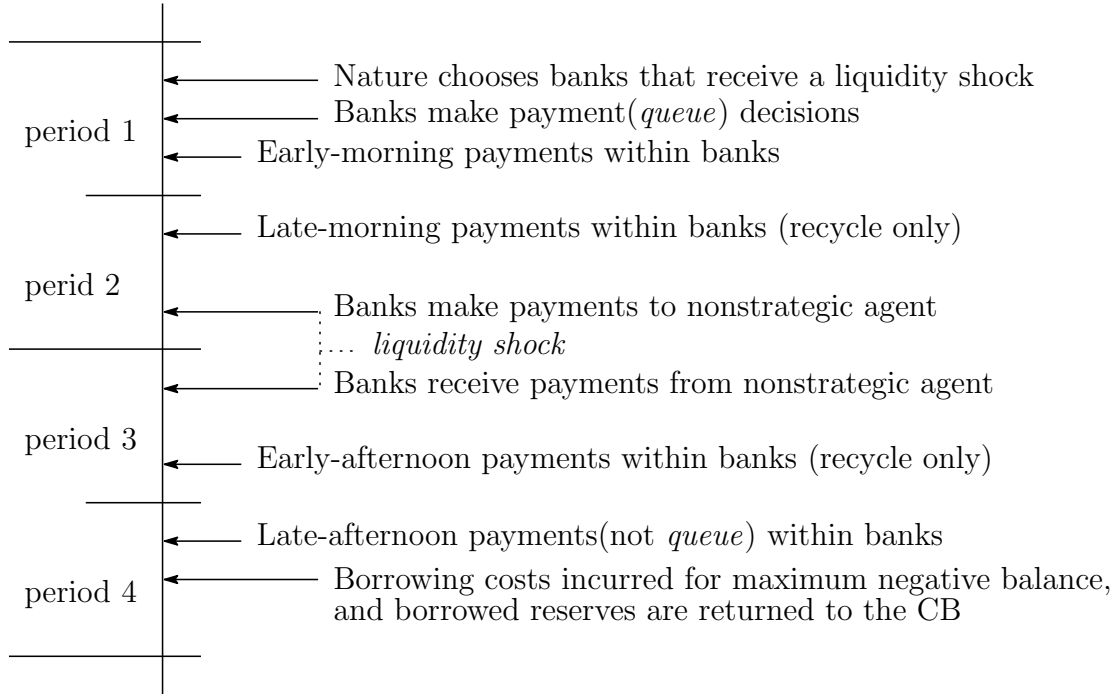 Nature chooses banks that receive a liquidity shock
Banks make payment(queue) decisions
period 1
Early-morning payments within banks
Late-morning payments within banks (recycle only)
perid 2
Banks make payments to nonstrategic agent
.... liquidity shock
Banks receive payments from nonstrategic agent
period 3
Early-afternoon payments within banks (recycle only)
Late-afternoon payments(not queue) within banks
period 4
Borrowing costs incurred for maximum negative balance,
and borrowed reserves are returned to the CB